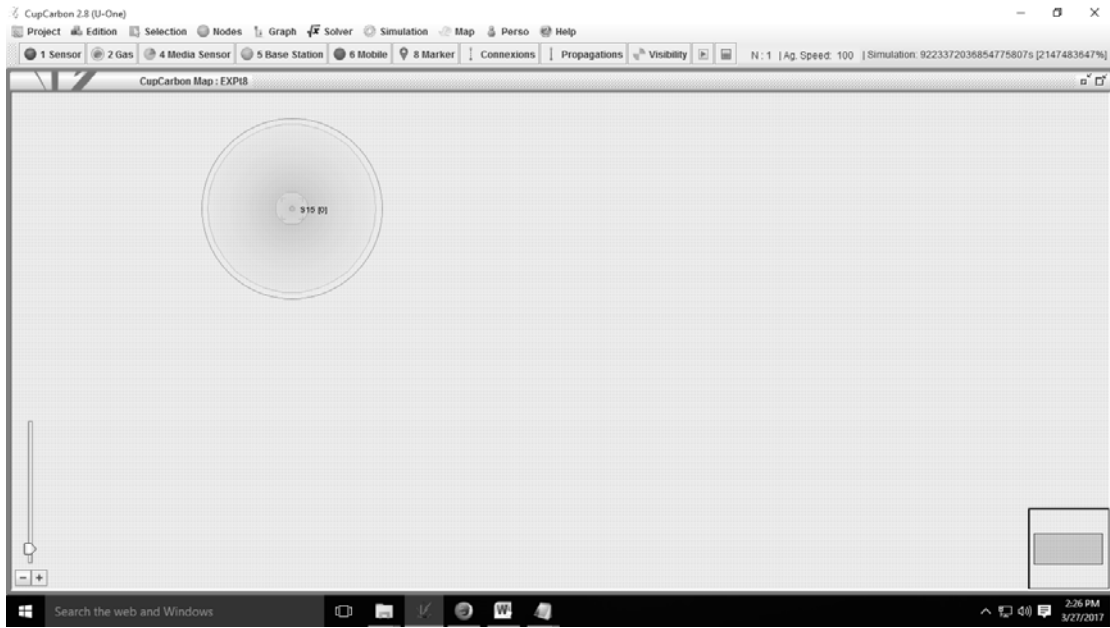 CupCarbon 2.8 (U-One)
Project Edition Selection Nodes Graph Solver Simulation Map Perso Help
1 Sensor 2 Gas 4 Media Sensor 5 Base Station 6 Mobile 8 Marker Connexions Propagations Visibility N : 1 | Ag. Speed: 100 | Simulation: 9223372036854775807s [2147483647%]
CupCarbon Map : EXPt8
S15 [0]
- +
Search the web and Windows
2:26 PM
3/27/2017